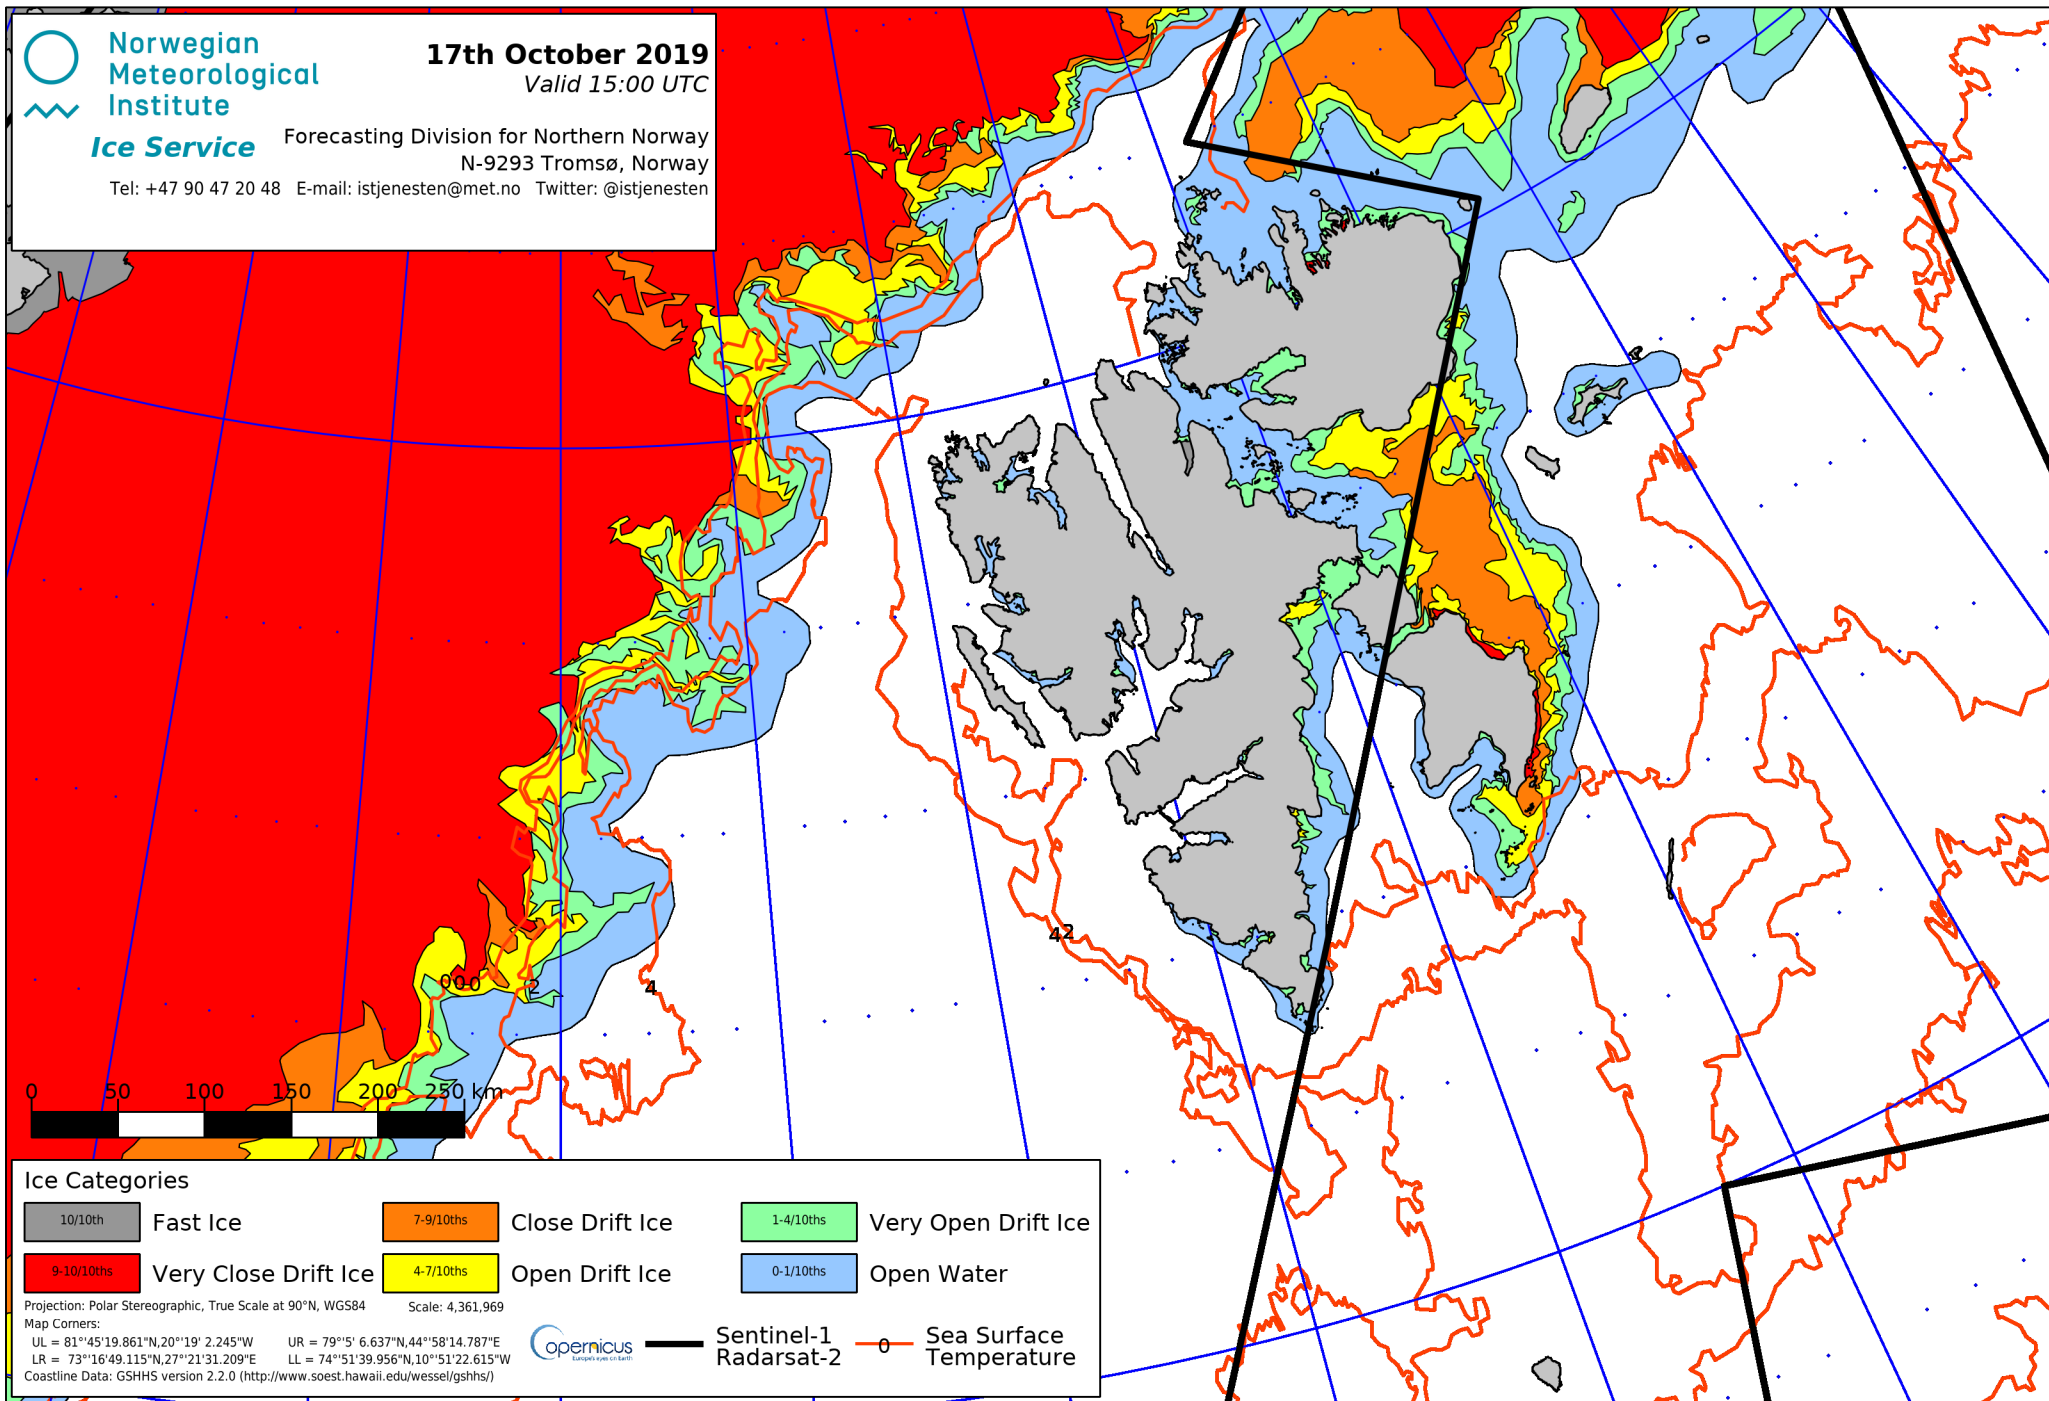 Norwegian
Meteorological
Institute
Ice Service
17th October 2019
Valid 15:00 UTC
Forecasting Division for Northern Norway
N-9293 Tromsø, Norway
Tel: +47 90 47 20 48 E-mail: istjenesten@met.no Twitter: @istjenesten
42
000
2
4
0 50 100 150 200 250 km
Ice Categories
10/10th Fast Ice
7-9/10ths Close Drift Ice
1-4/10ths Very Open Drift Ice
9-10/10ths Very Close Drift Ice
4-7/10ths Open Drift Ice
0-1/10ths Open Water
Projection: Polar Stereographic, True Scale at 90°N, WGS84 Scale: 4,361,969
Map Corners:
UL = 81°'45'19.861"N,20°'19' 2.245"W UR = 79°'5' 6.637"N,44°'58'14.787"E
LR = 73°'16'49.115"N,27°'21'31.209"E LL = 74°'51'39.956"N,10°'51'22.615"W
Coastline Data: GSHHS version 2.2.0 (http://www.soest.hawaii.edu/wessel/gshhs/)
Copernicus
Europe's eyes on Earth
Sentinel-1
Radarsat-2
0
Sea Surface
Temperature